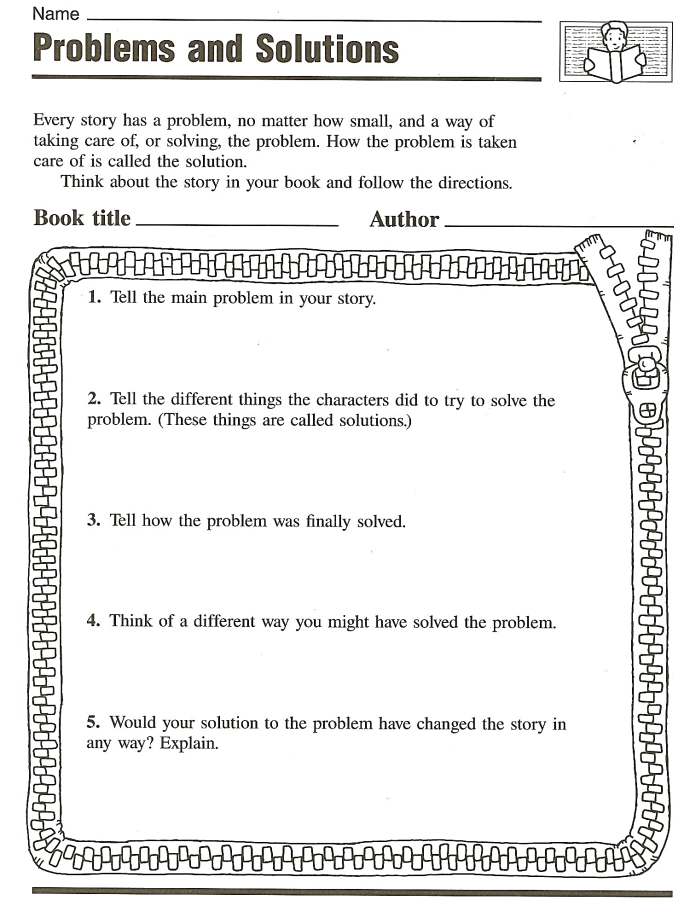 Name
Problems and Solutions
Every story has a problem, no matter how small, and a way of
taking care of, or solving, the problem. How the problem is taken
care of is called the solution.
Think about the story in your book and follow the directions.
Book title
Author
1. Tell the main problem in your story.
2. Tell the different things the characters did to try to solve the
problem. (These things are called solutions.)
3. Tell how the problem was finally solved.
4. Think of a different way you might have solved the problem.
5. Would your solution to the problem have changed the story in
any way? Explain.